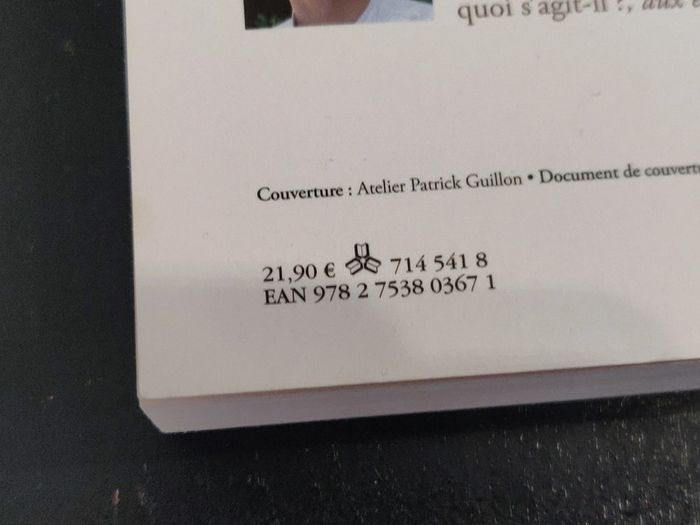 quoi s'agit-il ?, aux
Couverture : Atelier Patrick Guillon • Document de
21,90 € 714 541 8
EAN 978 2 7538 0367 1